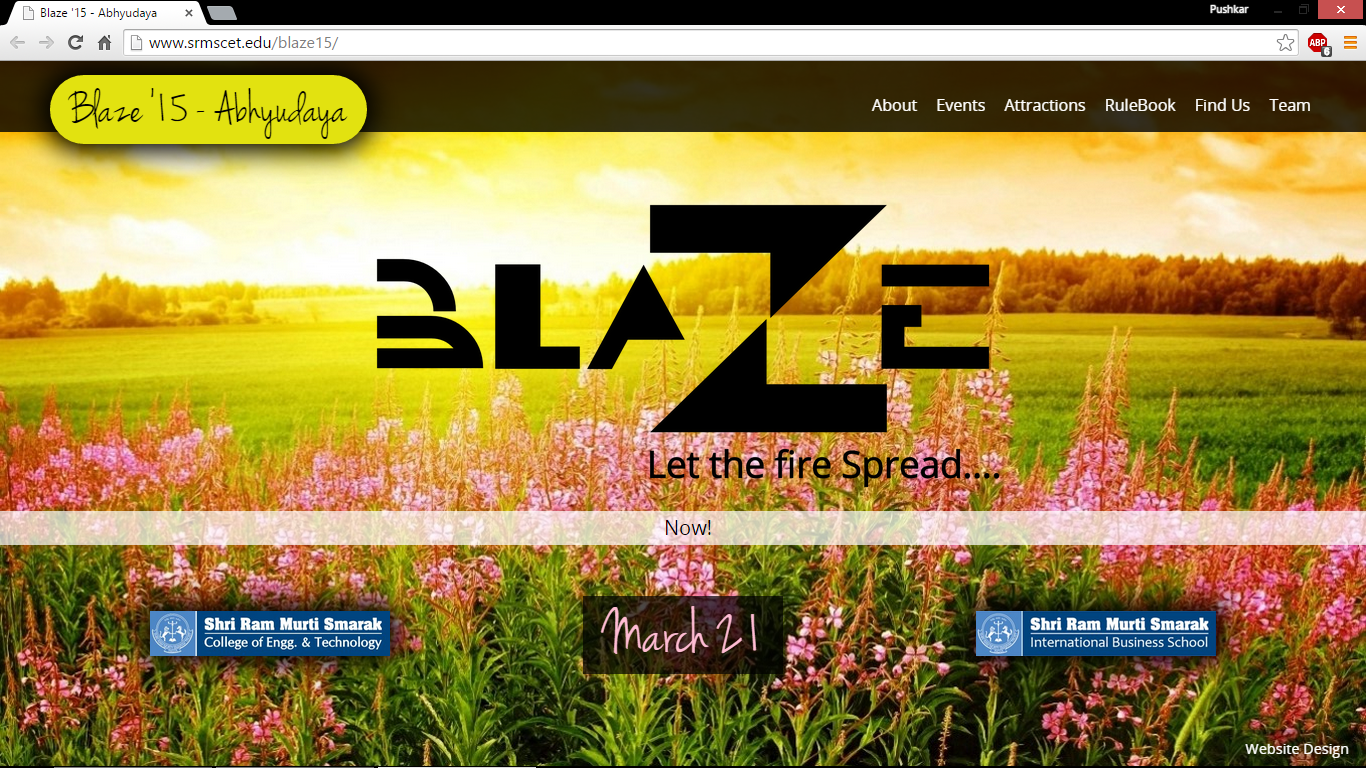 Blaze '15 - Abhyudaya
Pushkar
www.srmscet.edu/blaze15/
ABP
6
Blaze '15 - Abhyudaya
About Events Attractions RuleBook Find Us Team
BLAZE
Let the fire Spread....
Now!
Shri Ram Murti Smarak
College of Engg. & Technology
March 21
Shri Ram Murti Smarak
International Business School
Website Design